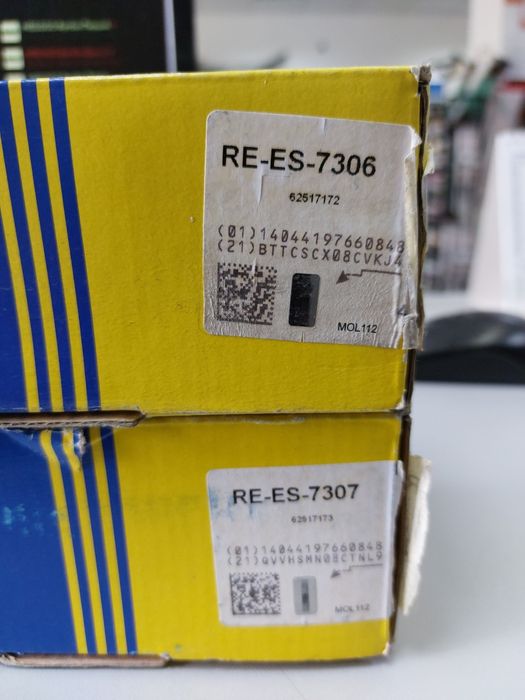 RE-ES-7306
62517172
(01)14044197660848
(21)BTTCSCX08CVKJ4
MOL112
RE-ES-7307
62517173
(01)14044197660848
(21)QVVHSMN08CTNL9
MOL112